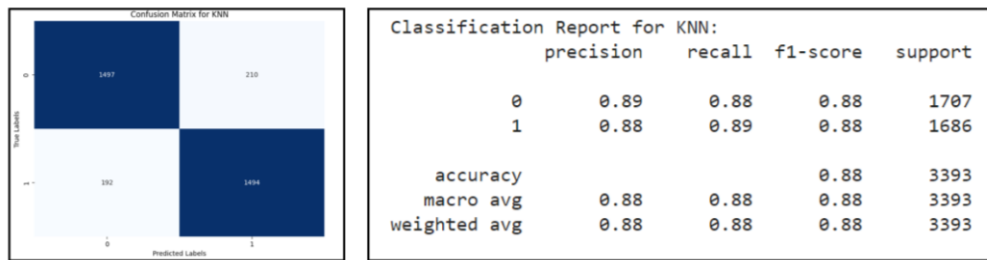 Confusion Matrix for KNN
0
1497
210
True Labels
1
192
1494
0 1
Predicted Labels
Classification Report for KNN:
precision recall f1-score support
0 0.89 0.88 0.88 1707
1 0.88 0.89 0.88 1686
accuracy 0.88 3393
macro avg 0.88 0.88 0.88 3393
weighted avg 0.88 0.88 0.88 3393